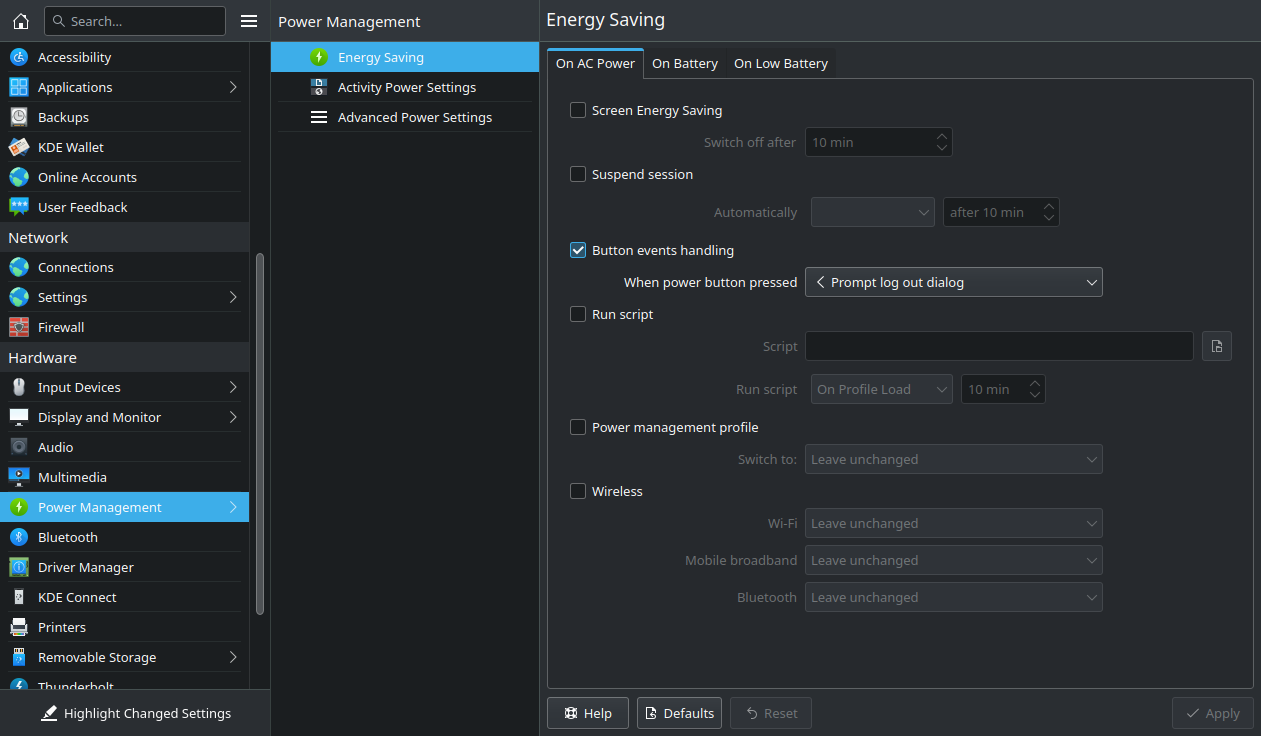 Search...
Accessibility
Applications
Backups
KDE Wallet
Online Accounts
User Feedback
Network
Connections
Settings
Firewall
Hardware
Input Devices
Display and Monitor
Audio
Multimedia
Power Management
Bluetooth
Driver Manager
KDE Connect
Printers
Removable Storage
Thunderbolt
Highlight Changed Settings
Power Management
Energy Saving
Activity Power Settings
Advanced Power Settings
Energy Saving
On AC Power On Battery On Low Battery
Screen Energy Saving
Switch off after 10 min
Suspend session
Automatically after 10 min
Button events handling
When power button pressed Prompt log out dialog
Run script
Script
Run script On Profile Load 10 min
Power management profile
Switch to: Leave unchanged
Wireless
Wi-Fi Leave unchanged
Mobile broadband Leave unchanged
Bluetooth Leave unchanged
Help Defaults Reset Apply